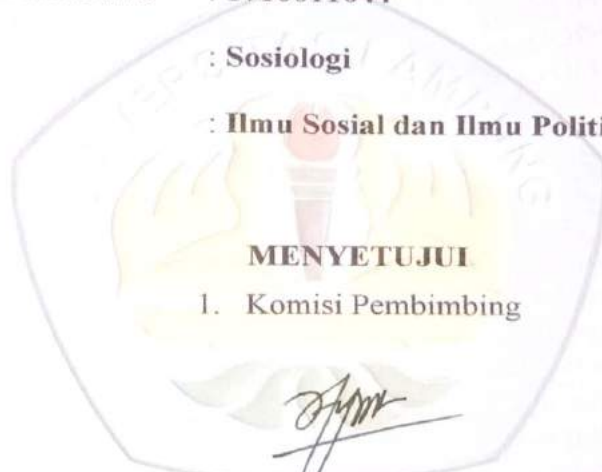 : Sosiologi
: Ilmu Sosial dan Ilmu Politi
MENYETUJUI
1. Komisi Pembimbing